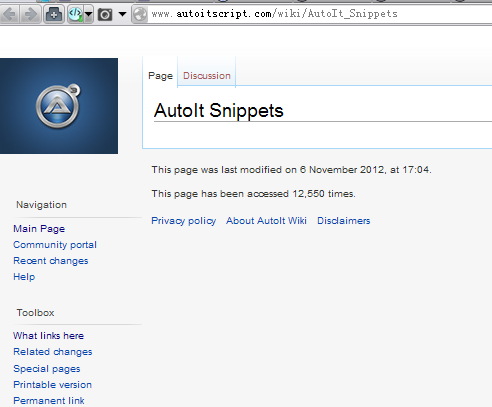 www.autoitscript.com/wiki/AutoIt_Snippets
Page
Discussion
AutoIt Snippets
This page was last modified on 6 November 2012, at 17:04.
This page has been accessed 12,550 times.
Privacy policy About AutoIt Wiki Disclaimers
Navigation
Main Page
Community portal
Recent changes
Help
Toolbox
What links here
Related changes
Special pages
Printable version
Permanent link